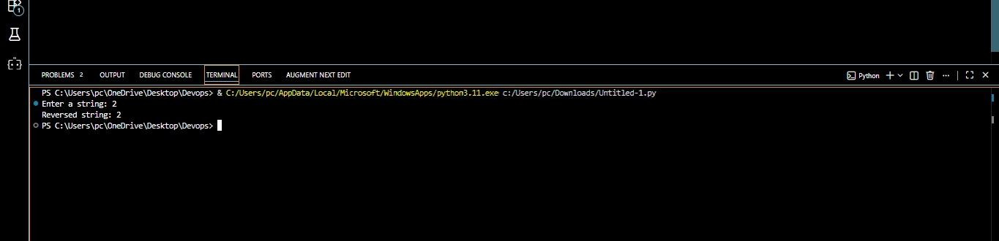 1
PROBLEMS 2 OUTPUT DEBUG CONSOLE TERMINAL PORTS AUGMENT NEXT EDIT Python
PS C:\Users\pc\OneDrive\Desktop\Devops> & C:/Users/pc/AppData/Local/Microsoft/WindowsApps/python3.11.exe c:/Users/pc/Downloads/Untitled-1.py
Enter a string: 2
Reversed string: 2
PS C:\Users\pc\OneDrive\Desktop\Devops>